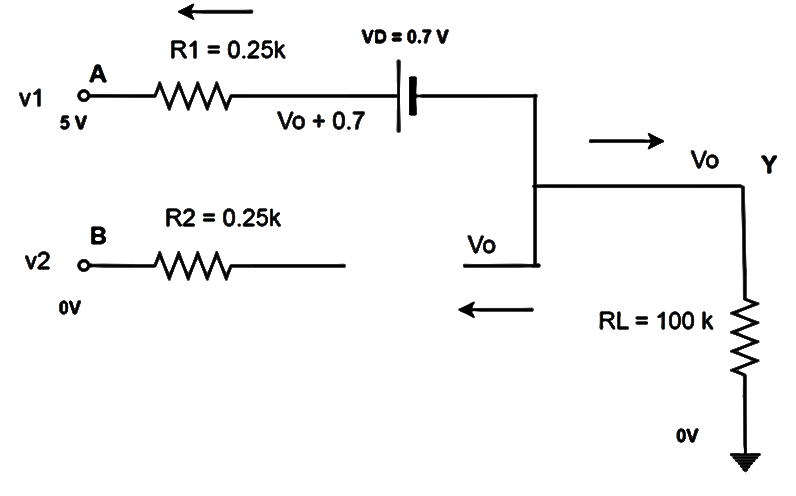 VD = 0.7 V
R1 = 0.25k
A
v1
5 V
Vo + 0.7
Vo
Y
R2 = 0.25k
B
Vo
v2
0V
RL = 100 k
0V